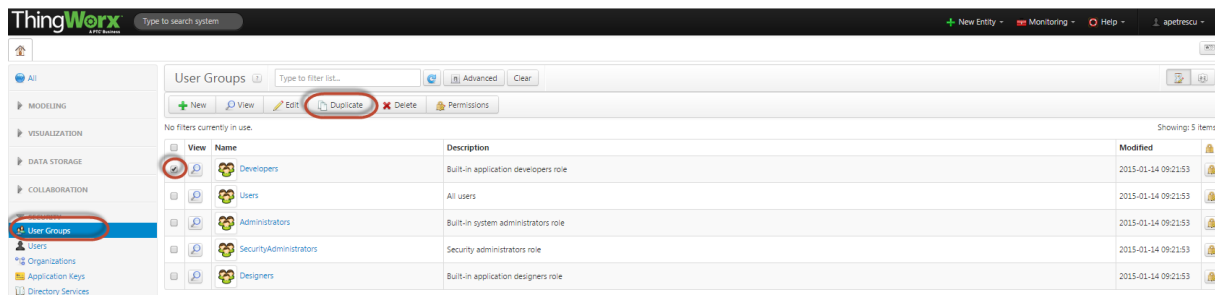 ThingWorx
A PTC Business
Type to search system
New Entity
Monitoring
Help
apetrescu
All
MODELING
VISUALIZATION
DATA STORAGE
COLLABORATION
SECURITY
User Groups
Users
Organizations
Application Keys
Directory Services
User Groups
Type to filter list...
Advanced
Clear
New
View
Edit
Duplicate
Delete
Permissions
No filters currently in use.
Showing: 5 items
View Name Description Modified
Developers Built-in application developers role 2015-01-14 09:21:53
Users All users 2015-01-14 09:21:53
Administrators Built-in system administrators role 2015-01-14 09:21:53
SecurityAdministrators Security administrators role 2015-01-14 09:21:53
Designers Built-in application designers role 2015-01-14 09:21:53